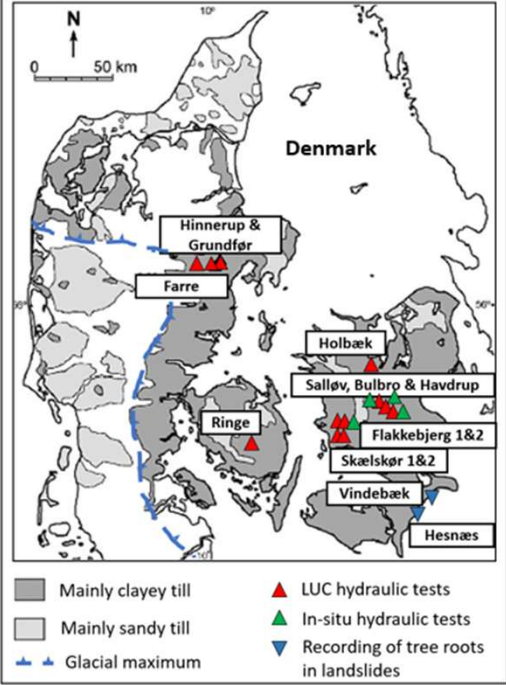 10°
N
0 50 km
Denmark
Hinnerup &
Grundfør
Farre
56°
Holbæk
Salløv, Bulbro & Havdrup
Ringe
Flakkebjerg 1&2
Skælskør 1&2
Vindebæk
Hesnæs
10°
Mainly clayey till
Mainly sandy till
Glacial maximum
LUC hydraulic tests
In-situ hydraulic tests
Recording of tree roots
in landslides